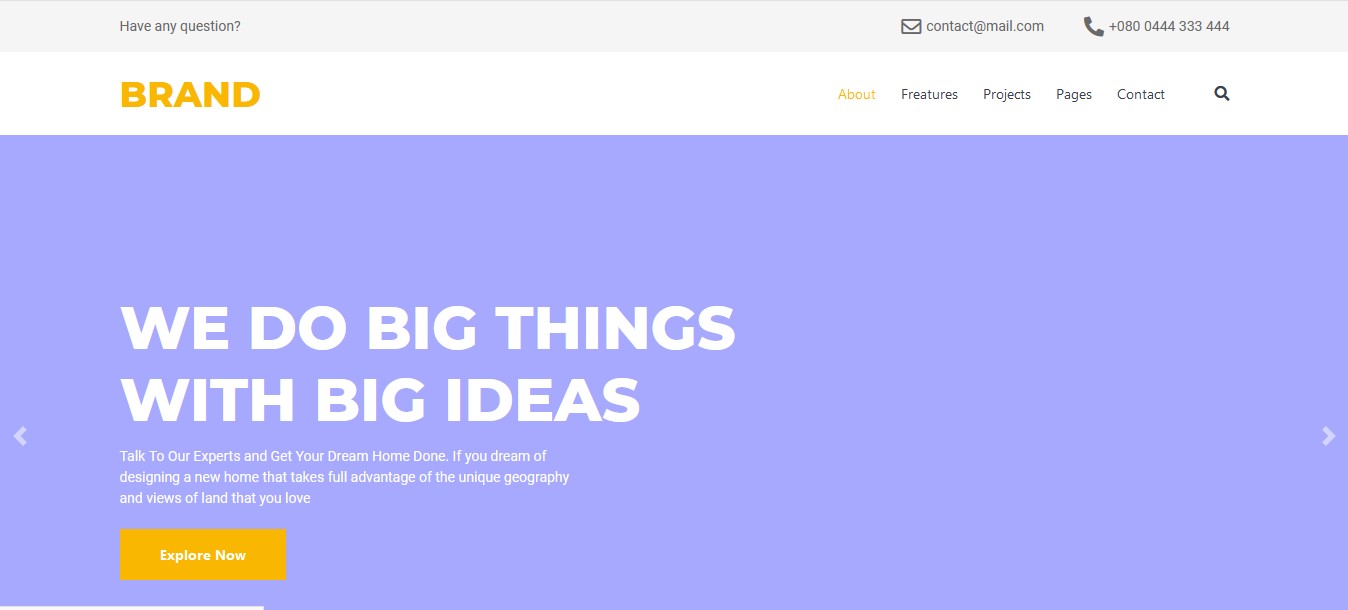 Have any question?
contact@mail.com
+080 0444 333 444
BRAND
About
Freatures
Projects
Pages
Contact
WE DO BIG THINGS
WITH BIG IDEAS
Talk To Our Experts and Get Your Dream Home Done. If you dream of
designing a new home that takes full advantage of the unique geography
and views of land that you love
Explore Now